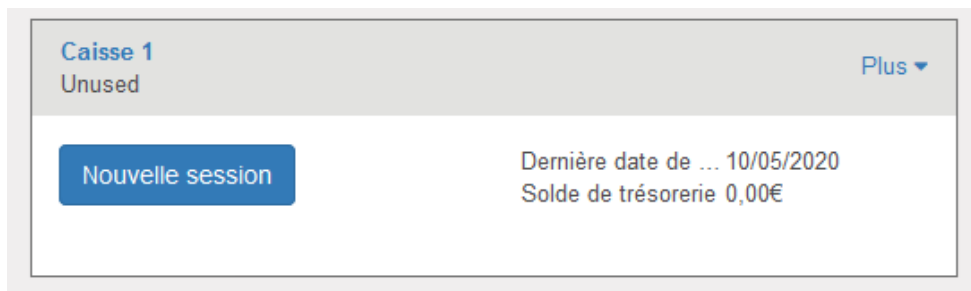 Caisse 1
Unused
Plus
Nouvelle session
Dernière date de ... 10/05/2020
Solde de trésorerie 0,00€